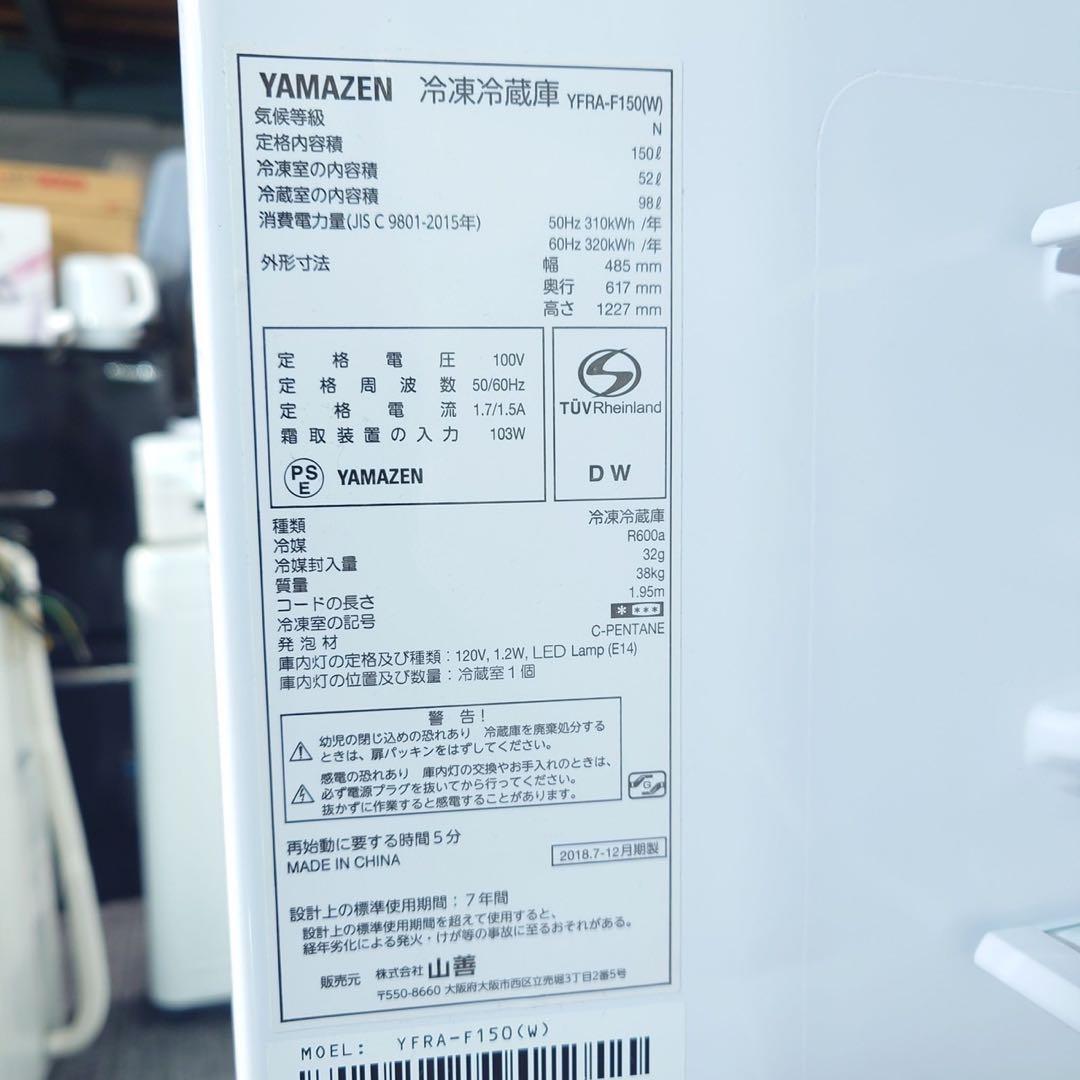 YAMAZEN 冷凍冷蔵庫 YFRA-F150(W)
気候等級 N
定格内容積 150ℓ
冷凍室の内容積 52ℓ
冷蔵室の内容積 98ℓ
消費電力量(JIS C 9801-2015年) 50Hz 310kWh /年
60Hz 320kWh /年
外形寸法 幅 485 mm
奥行 617 mm
高さ 1227 mm
定格電圧 100V
定格周波数 50/60Hz
定格電流 1.7/1.5A
霜取装置の入力 103W
PS E YAMAZEN
TÜVRheinland
DW
種類 冷凍冷蔵庫
冷媒 R600a
冷媒封入量 32g
質量 38kg
コードの長さ 1.95m
冷凍室の記号 * ***
発泡材 C-PENTANE
庫内灯の定格及び種類：120V, 1.2W, LED Lamp (E14)
庫内灯の位置及び数量：冷蔵室１個
警 告！
幼児の閉じ込めの恐れあり 冷蔵庫を廃棄処分する
ときは、扉パッキンをはずしてください。
感電の恐れあり 庫内灯の交換やお手入れのときは、
必ず電源プラグを抜いてから行ってください。
抜かずに作業すると感電することがあります。
G
再始動に要する時間５分
MADE IN CHINA
2018.7-12月期製
設計上の標準使用期間：７年間
設計上の標準使用期間を超えて使用すると、
経年劣化による発火・けが等の事故に至るおそれがある。
販売元 株式会社 山善
〒550-8660 大阪府大阪市西区立売堀3丁目2番5号
MOEL: YFRA-F150(W)